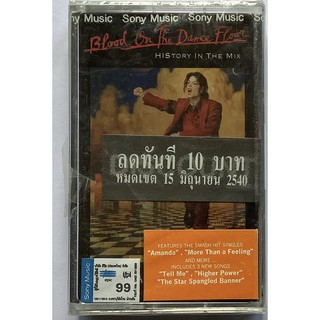 Sony Music Sony Music Sony Music
Blood On The Dance Floor
HIStory In The Mix
ลดทันที 10 บาท
หมดเขต 15 มิถุนายน 2540
FEATURES THE SMASH HIT SINGLES
"Amanda" , "More Than a Feeling"
AND MORE ...
INCLUDES 3 NEW SONGS
"Tell Me" , "Higher Power"
"The Star Spangled Banner"
Sony Music
99